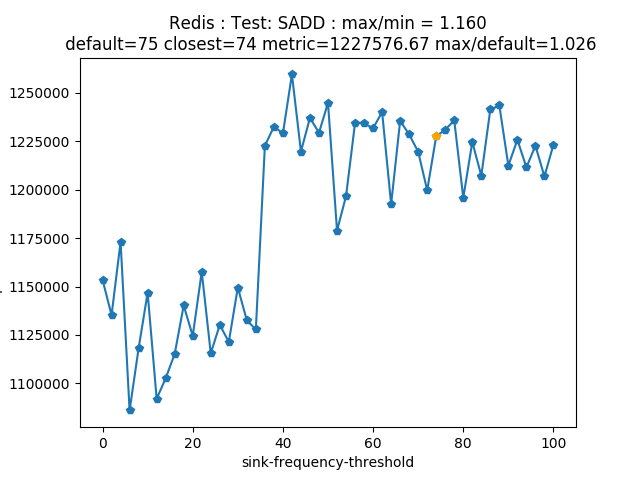 Redis : Test: SADD : max/min = 1.160
default=75 closest=74 metric=1227576.67 max/default=1.026
1250000
1225000
1200000
1175000
1150000
1125000
1100000
0 20 40 60 80 100
sink-frequency-threshold